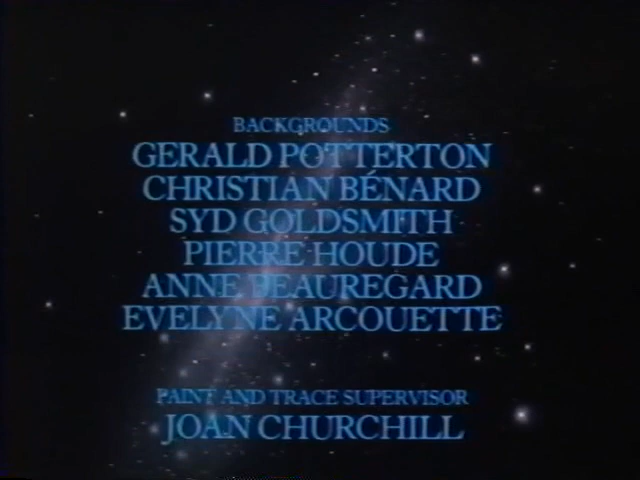 BACKGROUNDS
GERALD POTTERTON
CHRISTIAN BÉNARD
SYD GOLDSMITH
PIERRE HOUDE
ANNE BEAUREGARD
EVELYNE ARCOUETTE
PAINT AND TRACE SUPERVISOR
JOAN CHURCHILL